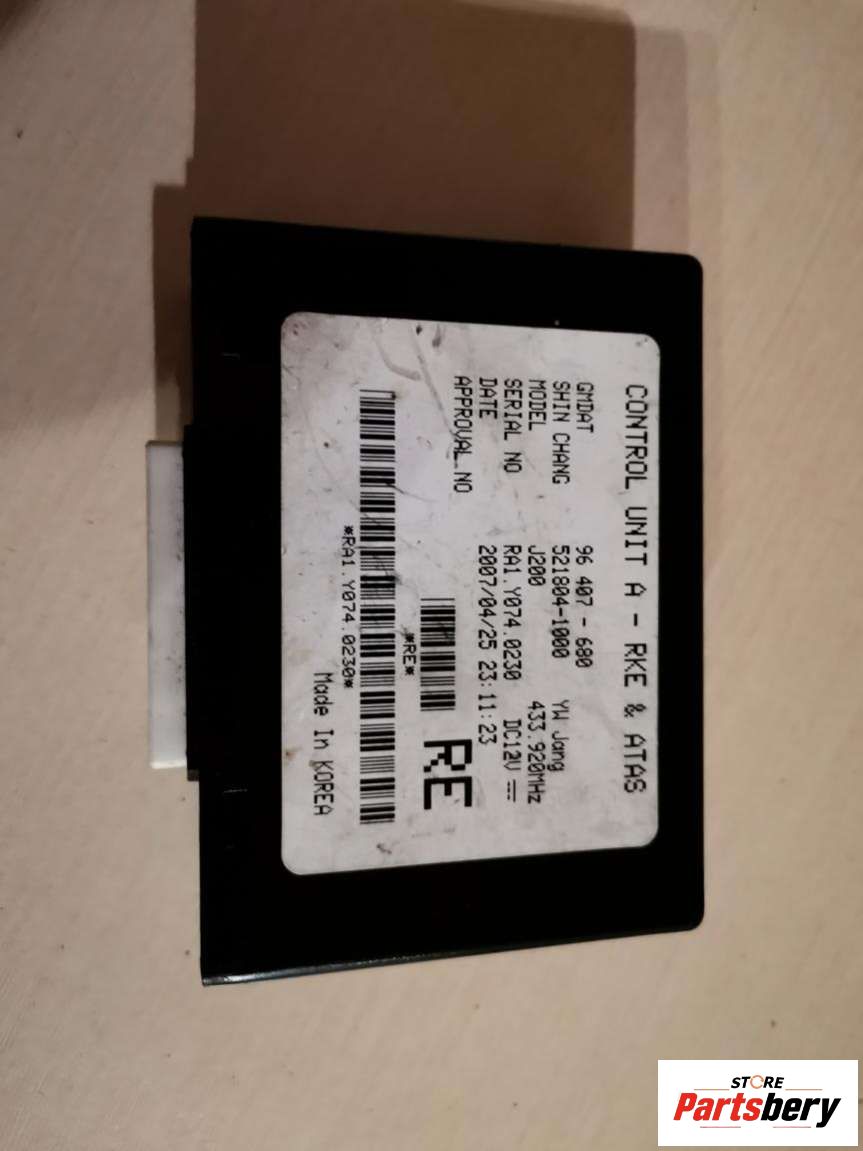 CONTROL UNIT A - RKE & ATAS
GMDAT 96 407 - 680
SHIN CHANG 521804-1000 YW Jang
MODEL J200 433.920MHz
SERIAL NO RA1.Y074.0230 DC12V
DATE 2007/04/25 23:11:23
APPROVAL NO
RE
*RE*
*RA1.Y074.0230*
Made In KOREA
STORE
Partsbery